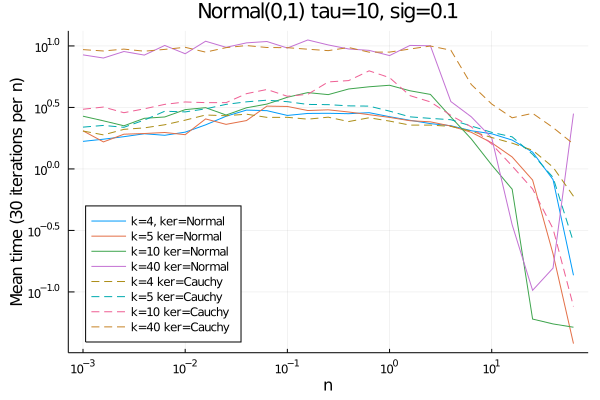 Normal(0,1) tau=10, sig=0.1
Mean time (30 iterations per n)
10^1.0
10^0.5
10^0.0
10^-0.5
10^-1.0
k=4, ker=Normal
k=5 ker=Normal
k=10 ker=Normal
k=40 ker=Normal
k=4 ker=Cauchy
k=5 ker=Cauchy
k=10 ker=Cauchy
k=40 ker=Cauchy
10^-3 10^-2 10^-1 10^0 10^1
n